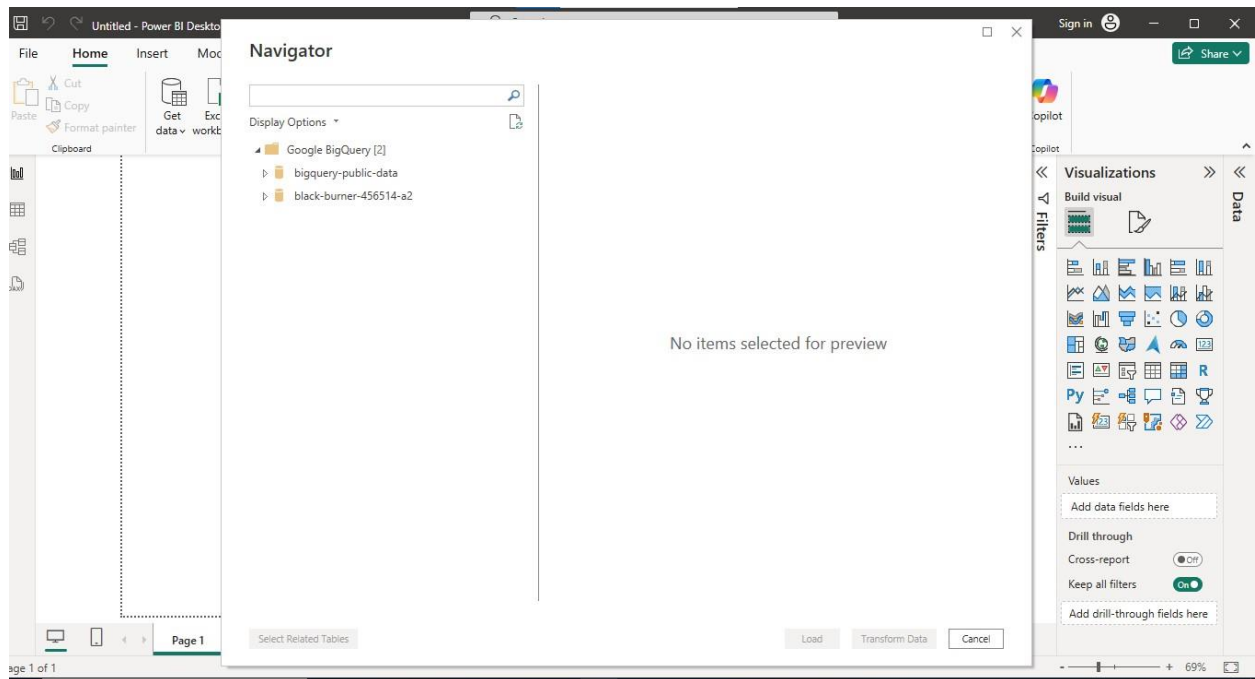 Untitled - Power BI Deskto
Sign in
File Home Insert Mod
Share
Paste
Cut
Copy
Format painter
Clipboard
Get data
Exc
workb
opilot
Copilot
Navigator
Display Options
Google BigQuery [2]
bigquery-public-data
black-burner-456514-a2
No items selected for preview
Select Related Tables
Load
Transform Data
Cancel
Filters
Visualizations
Build visual
123
R
Py
123
...
Values
Add data fields here
Drill through
Cross-report
Off
Keep all filters
On
Add drill-through fields here
Data
Page 1
age 1 of 1
- + 69%